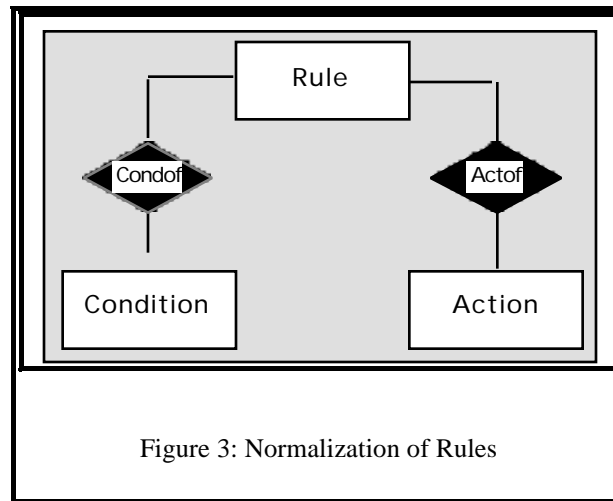 Rule
Condof
Actof
Condition
Action
Figure 3: Normalization of Rules